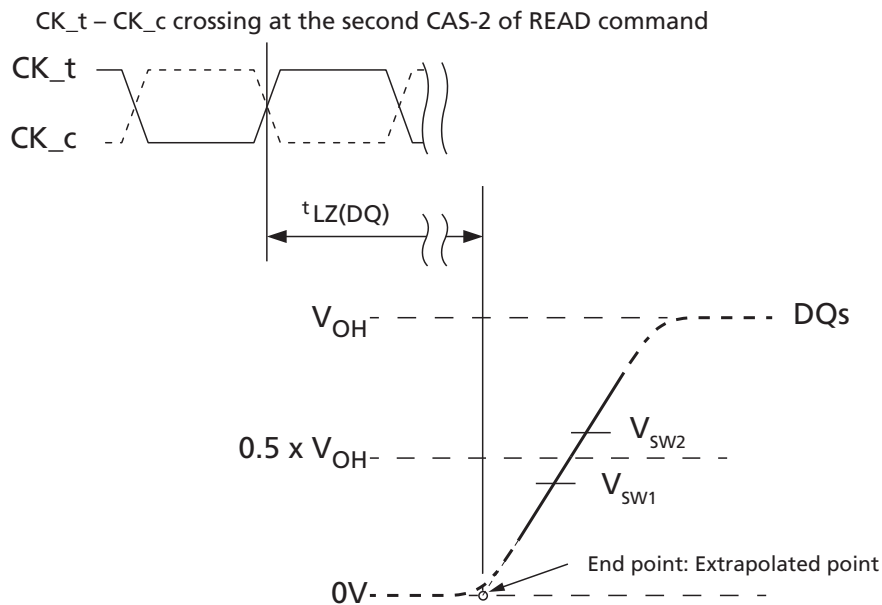 CK_t – CK_c crossing at the second CAS-2 of READ command
CK_t
CK_c
tLZ(DQ)
VOH
DQs
VSW2
0.5 x VOH
VSW1
End point: Extrapolated point
0V